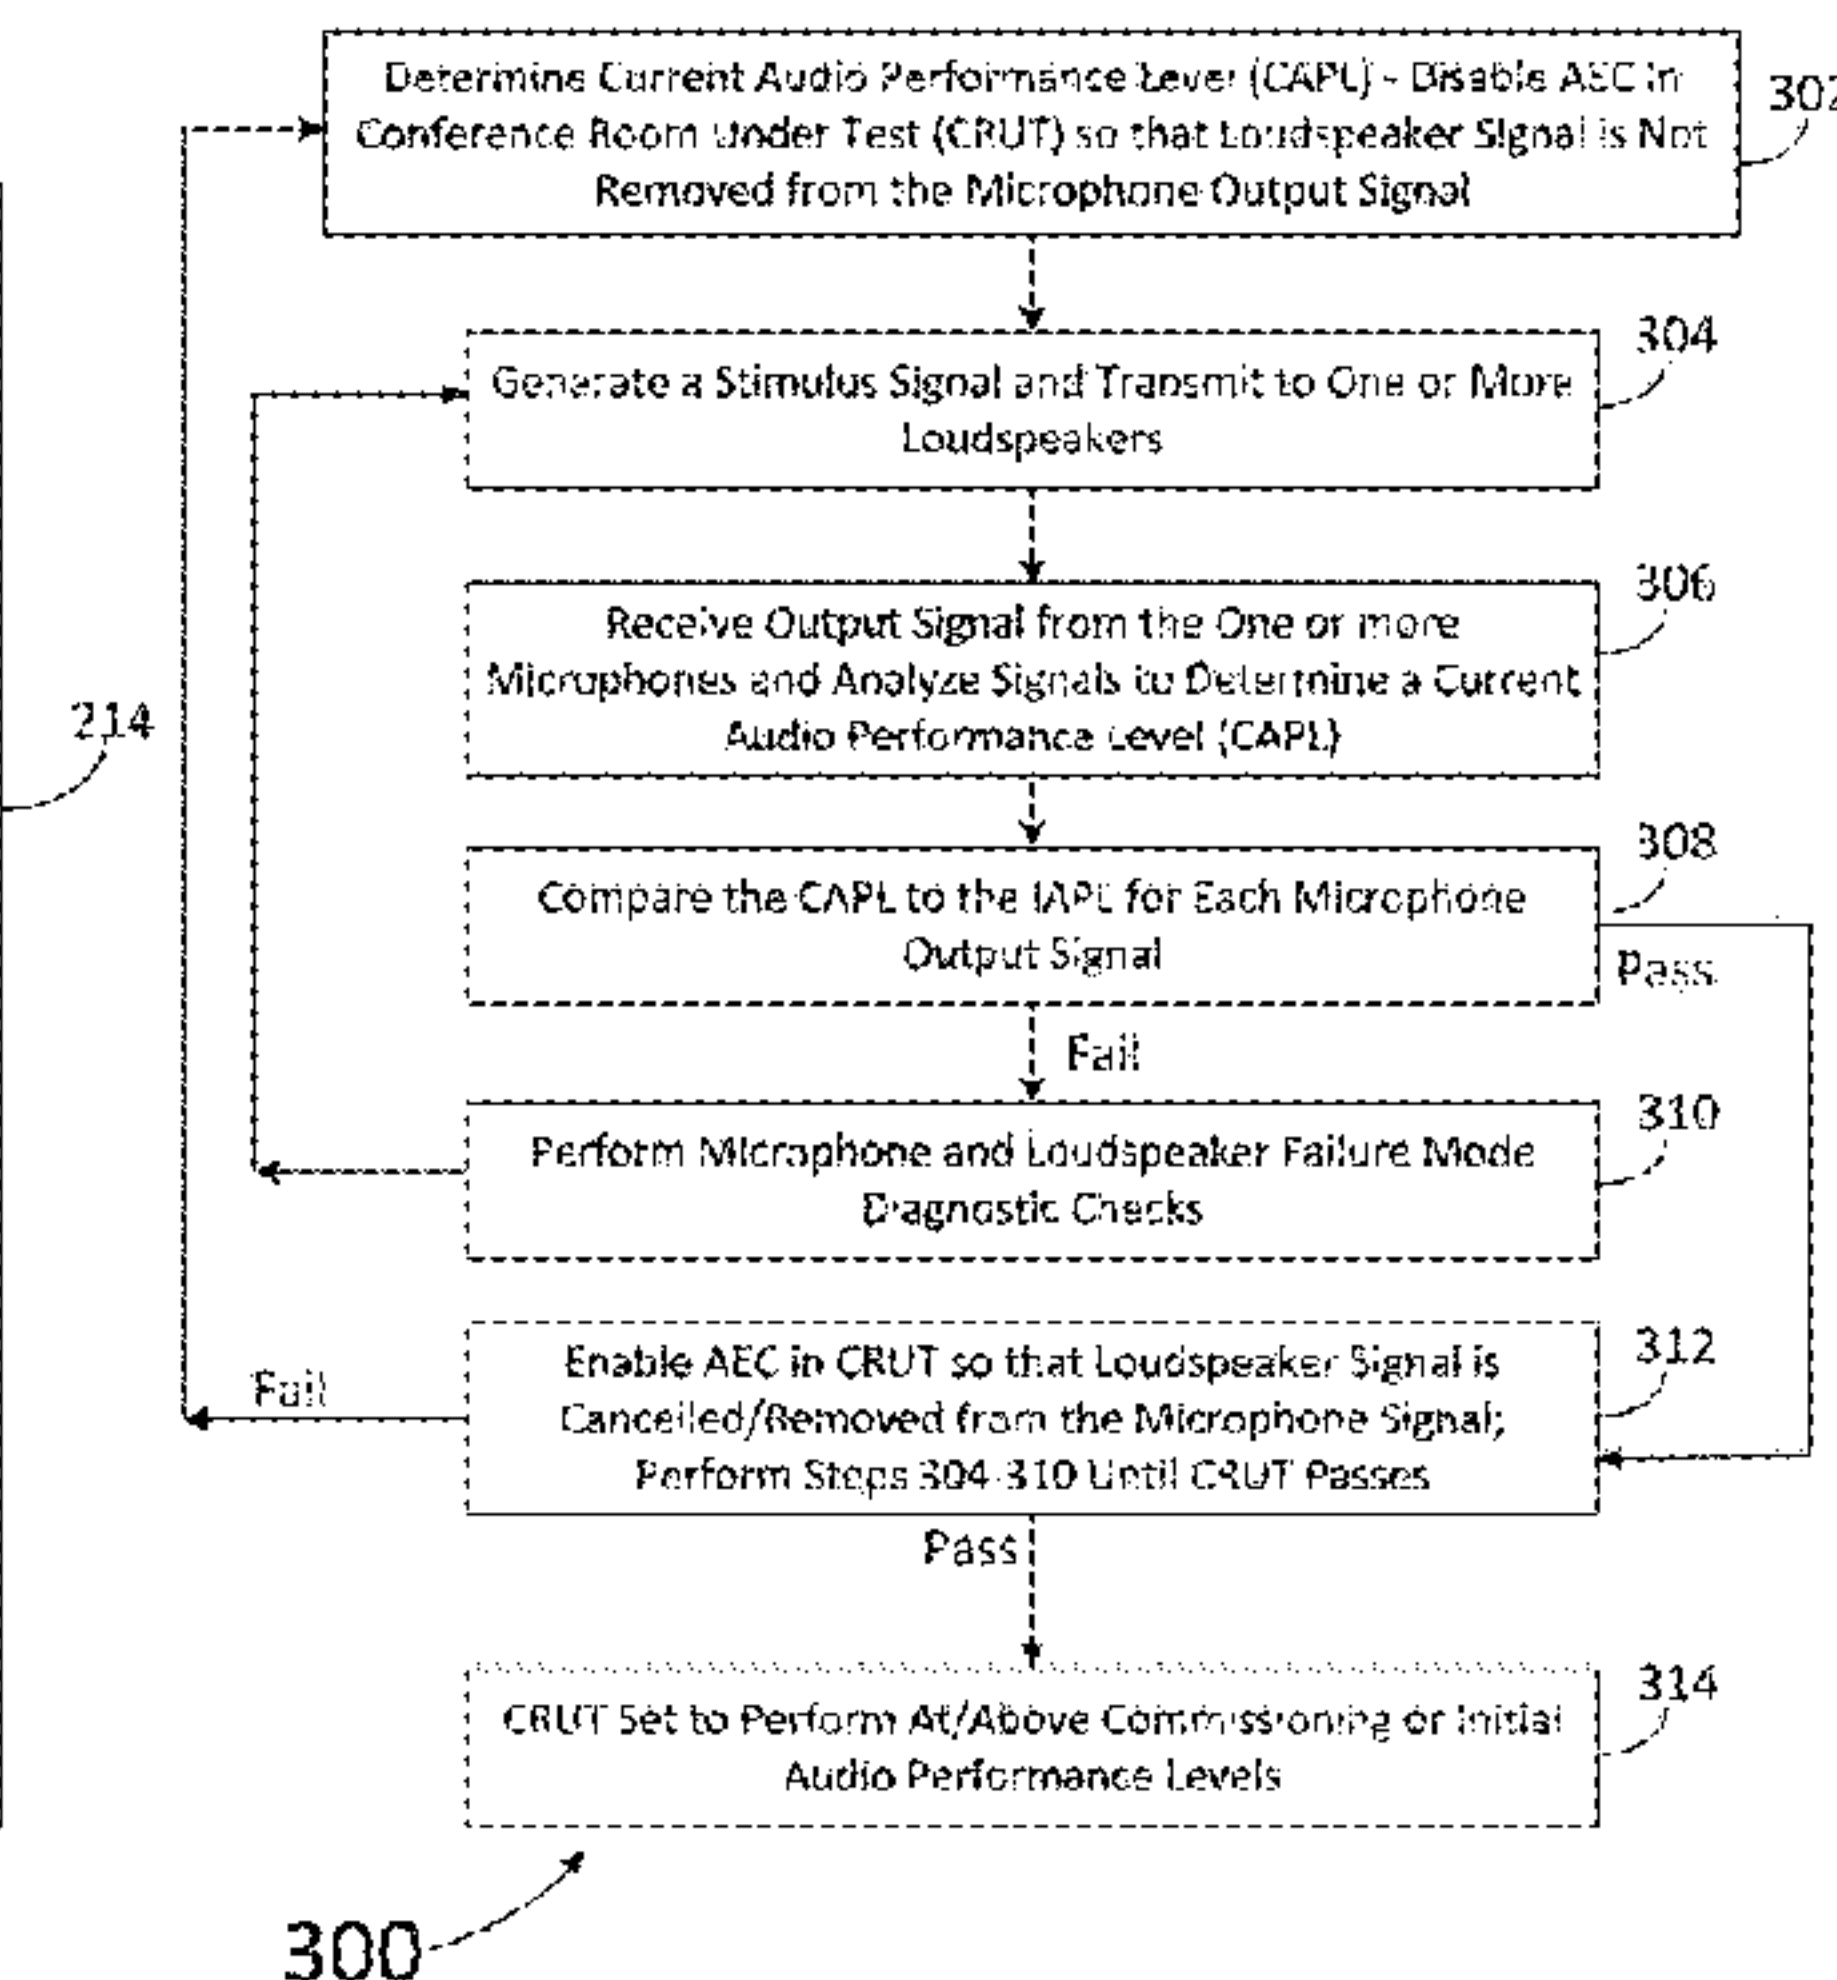 Determine Current Audio Performance Level (CAPL) - Disable AEC in
Conference Room Under Test (CRUT) so that Loudspeaker Signal is Not
Removed from the Microphone Output Signal
302
304
Generate a Stimulus Signal and Transmit to One or More
Loudspeakers
306
Receive Output Signal from the One or more
Microphones and Analyze Signals to Determine a Current
Audio Performance Level (CAPL)
214
308
Compare the CAPL to the IAPL for Each Microphone
Output Signal
Pass
Fail
310
Perform Microphone and Loudspeaker Failure Mode
Diagnostic Checks
312
Enable AEC in CRUT so that Loudspeaker Signal is
Cancelled/Removed from the Microphone Signal;
Perform Steps 304-310 Until CRUT Passes
Fail
Pass
314
CRUT Set to Perform At/Above Commissioning or Initial
Audio Performance Levels
300